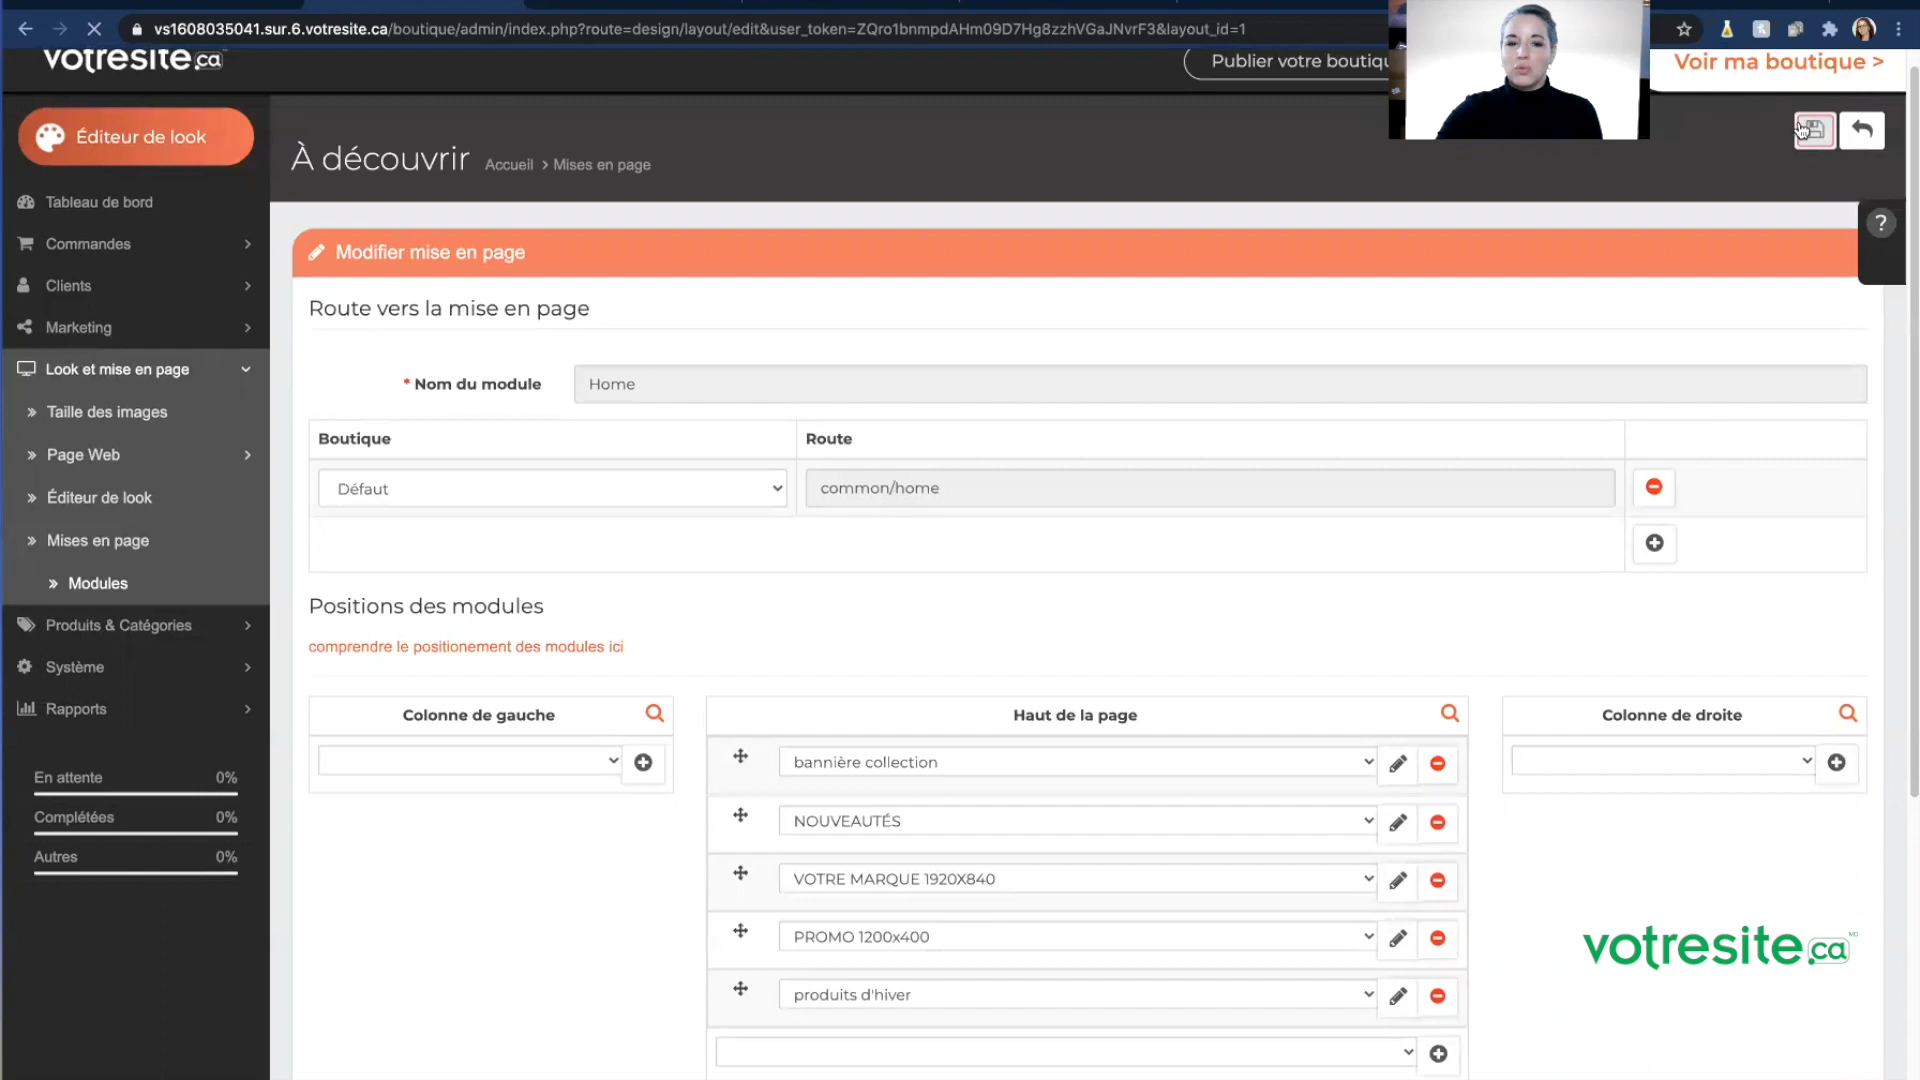 vs1608035041.sur.6.votresite.ca/boutique/admin/index.php?route=design/layout/edit&user_token=ZQro1bnmpdAHm09D7Hg8zzhVGaJNvrF3&layout_id=1
votresite.ca
Publier votre boutiqu
Voir ma boutique >
Éditeur de look
À découvrir
Accueil > Mises en page
Tableau de bord
Commandes
Clients
Marketing
Look et mise en page
Taille des images
Page Web
Éditeur de look
Mises en page
Modules
Produits & Catégories
Système
Rapports
En attente 0%
Complétées 0%
Autres 0%
?
Modifier mise en page
Route vers la mise en page
* Nom du module
Home
Boutique
Route
Défaut
common/home
Positions des modules
comprendre le positionement des modules ici
Colonne de gauche
Haut de la page
Colonne de droite
bannière collection
NOUVEAUTÉS
VOTRE MARQUE 1920X840
PROMO 1200x400
produits d'hiver
votresite.ca MC